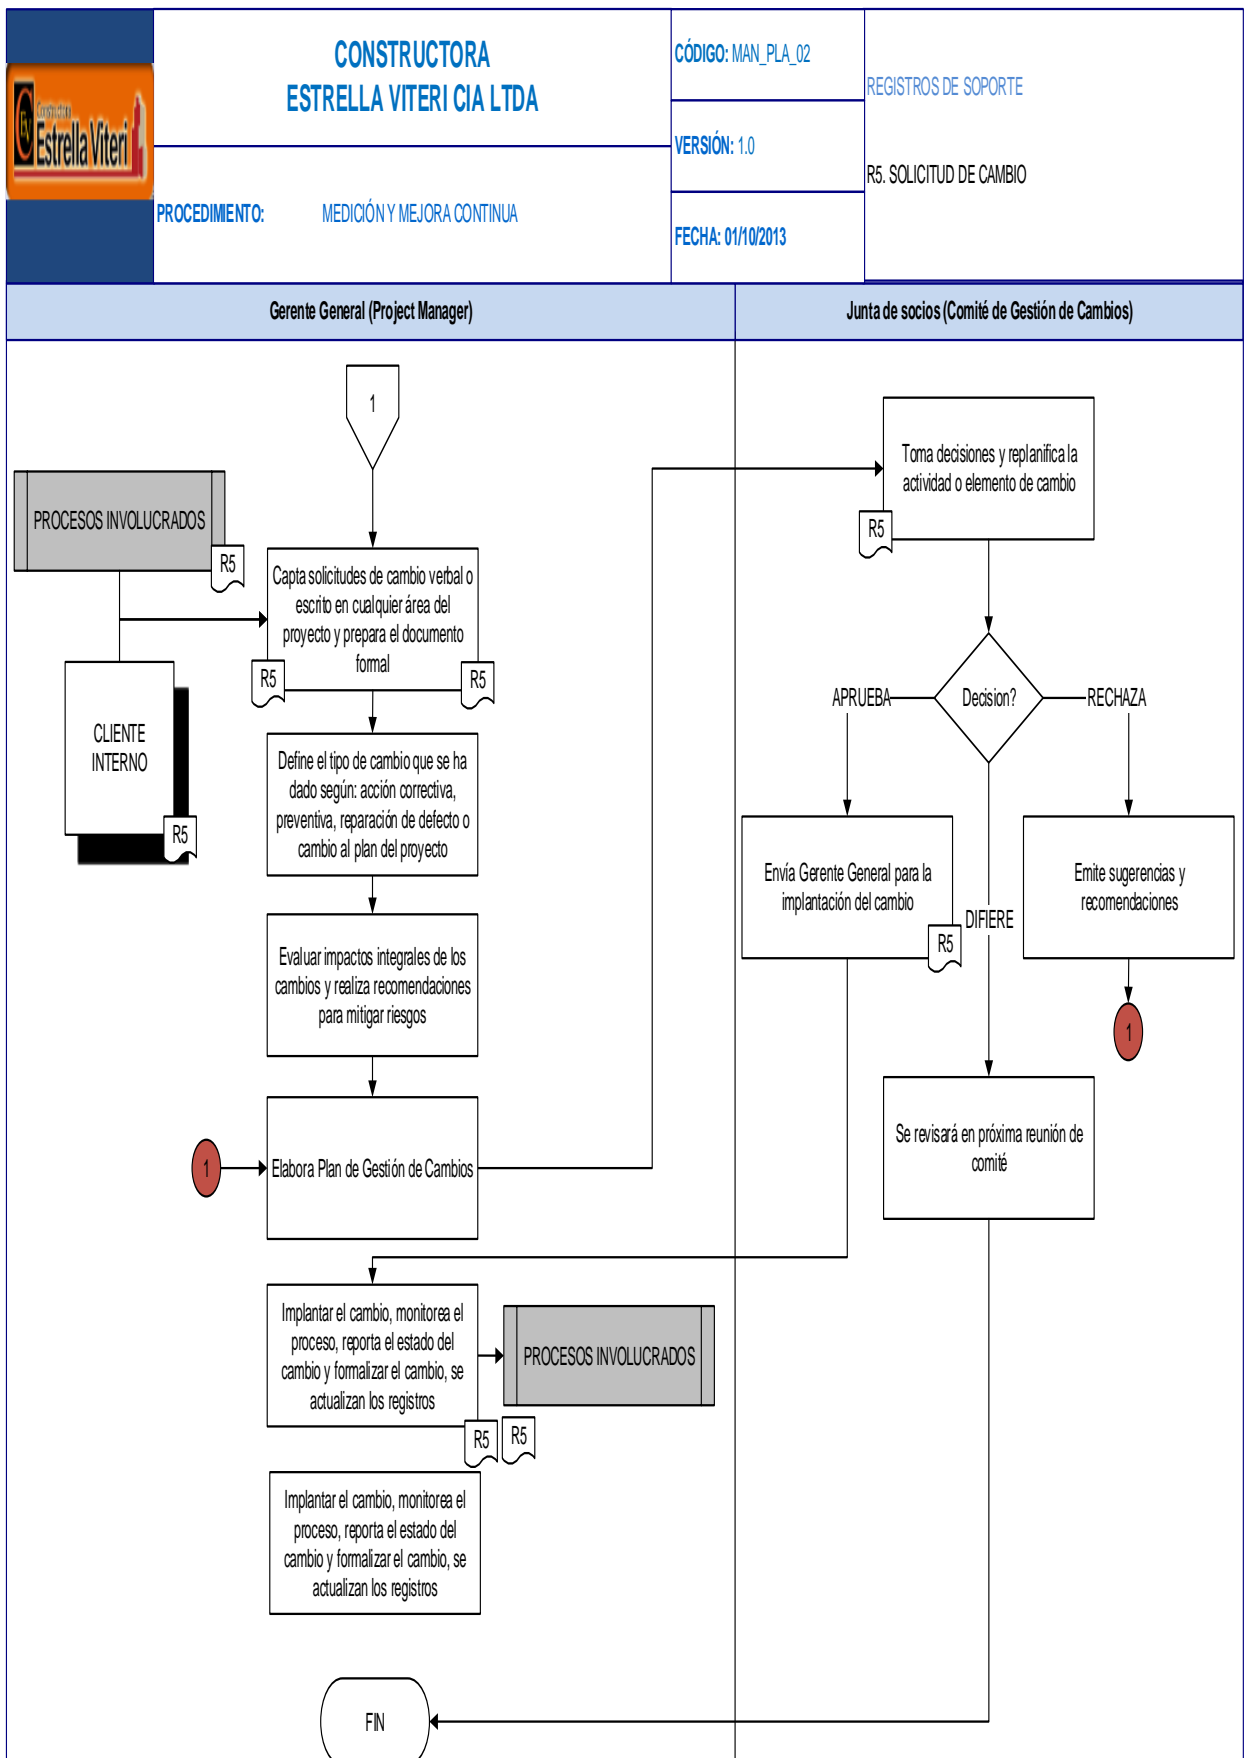 CONSTRUCTORA
ESTRELLA VITERI CIA LTDA
Constructora
Estrella Viteri
PROCEDIMIENTO: MEDICIÓN Y MEJORA CONTINUA
CÓDIGO: MAN_PLA_02
VERSIÓN: 1.0
FECHA: 01/10/2013
REGISTROS DE SOPORTE
R5. SOLICITUD DE CAMBIO
Gerente General (Project Manager)
Junta de socios (Comité de Gestión de Cambios)
1
PROCESOS INVOLUCRADOS
R5
CLIENTE
INTERNO
R5
Capta solicitudes de cambio verbal o
escrito en cualquier área del
proyecto y prepara el documento
formal
R5
R5
Define el tipo de cambio que se ha
dado según: acción correctiva,
preventiva, reparación de defecto o
cambio al plan del proyecto
Evaluar impactos integrales de los
cambios y realiza recomendaciones
para mitigar riesgos
1
Elabora Plan de Gestión de Cambios
Toma decisiones y replanifica la
actividad o elemento de cambio
R5
Decision?
APRUEBA
RECHAZA
DIFIERE
Envía Gerente General para la
implantación del cambio
R5
Emite sugerencias y
recomendaciones
1
Se revisará en próxima reunión de
comité
Implantar el cambio, monitorea el
proceso, reporta el estado del
cambio y formalizar el cambio, se
actualizan los registros
R5
R5
PROCESOS INVOLUCRADOS
Implantar el cambio, monitorea el
proceso, reporta el estado del
cambio y formalizar el cambio, se
actualizan los registros
FIN